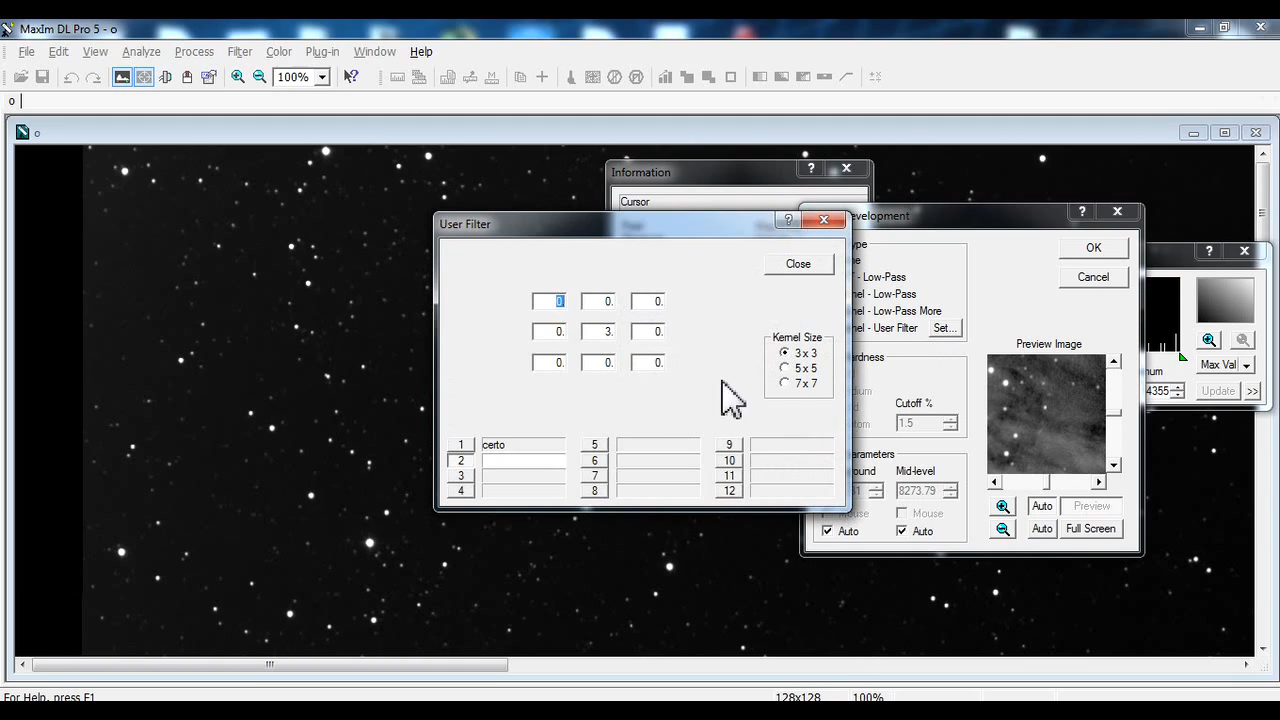 MaxIm DL Pro 5 - o
File Edit View Analyze Process Filter Color Plug-in Window Help
100%
o
o
Information
Cursor
User Filter
Close
0. 0. 0.
0. 3. 0.
0. 0. 0.
Kernel Size
3 x 3
5 x 5
7 x 7
1 certo 5 9
2 6 10
3 7 11
4 8 12
Development
OK
Cancel
- Low-Pass
- Low-Pass
- Low-Pass More
- User Filter Set...
Preview Image
Cutoff %
1.5
Mid-level
8273.79
Mouse
Auto Auto
Auto Preview
Auto Full Screen
Max Val
4355 Update >>
For Help, press F1 128x128 100%